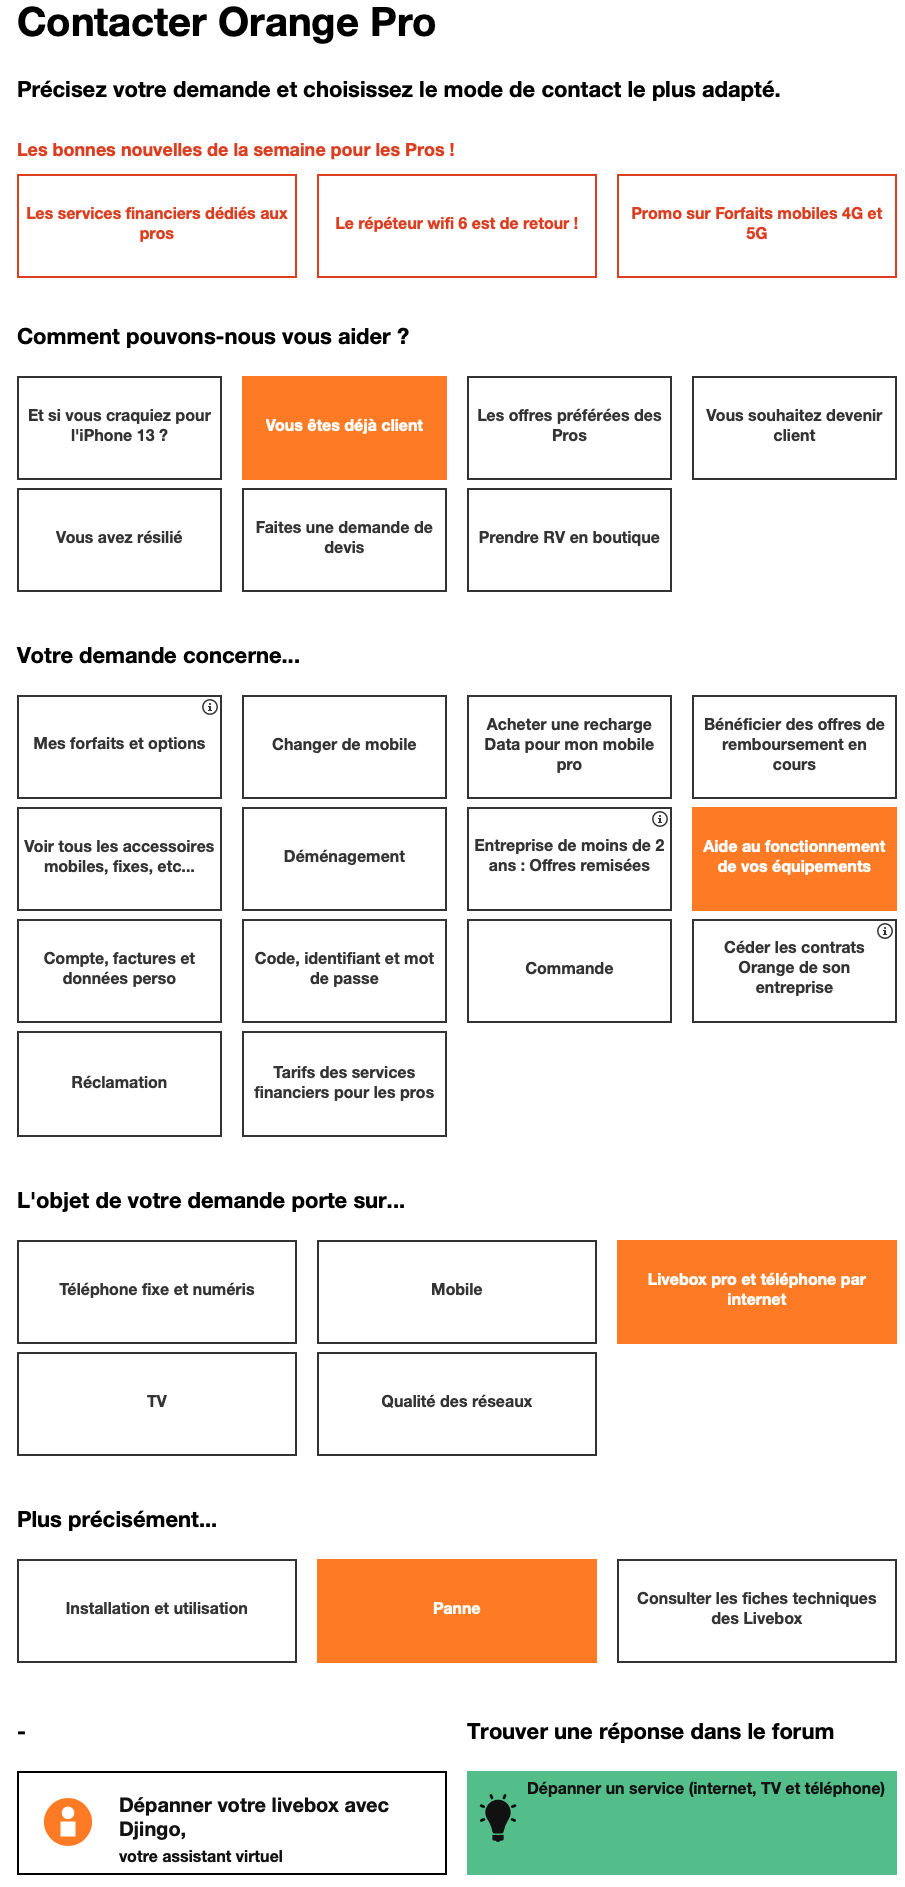 Contacter Orange Pro
Précisez votre demande et choisissez le mode de contact le plus adapté.
Les bonnes nouvelles de la semaine pour les Pros !
Les services financiers dédiés aux
pros
Le répéteur wifi 6 est de retour !
Promo sur Forfaits mobiles 4G et
5G
Comment pouvons-nous vous aider ?
Et si vous craquiez pour
l'iPhone 13 ?
Vous êtes déjà client
Les offres préférées des
Pros
Vous souhaitez devenir
client
Vous avez résilié
Faites une demande de
devis
Prendre RV en boutique
Votre demande concerne...
Mes forfaits et options
Changer de mobile
Acheter une recharge
Data pour mon mobile
pro
Bénéficier des offres de
remboursement en
cours
Voir tous les accessoires
mobiles, fixes, etc...
Déménagement
Entreprise de moins de 2
ans : Offres remisées
Aide au fonctionnement
de vos équipements
Compte, factures et
données perso
Code, identifiant et mot
de passe
Commande
Céder les contrats
Orange de son
entreprise
Réclamation
Tarifs des services
financiers pour les pros
L'objet de votre demande porte sur...
Téléphone fixe et numéris
Mobile
Livebox pro et téléphone par
internet
TV
Qualité des réseaux
Plus précisément...
Installation et utilisation
Panne
Consulter les fiches techniques
des Livebox
-
Dépanner votre livebox avec
Djingo,
votre assistant virtuel
Trouver une réponse dans le forum
Dépanner un service (internet, TV et téléphone)